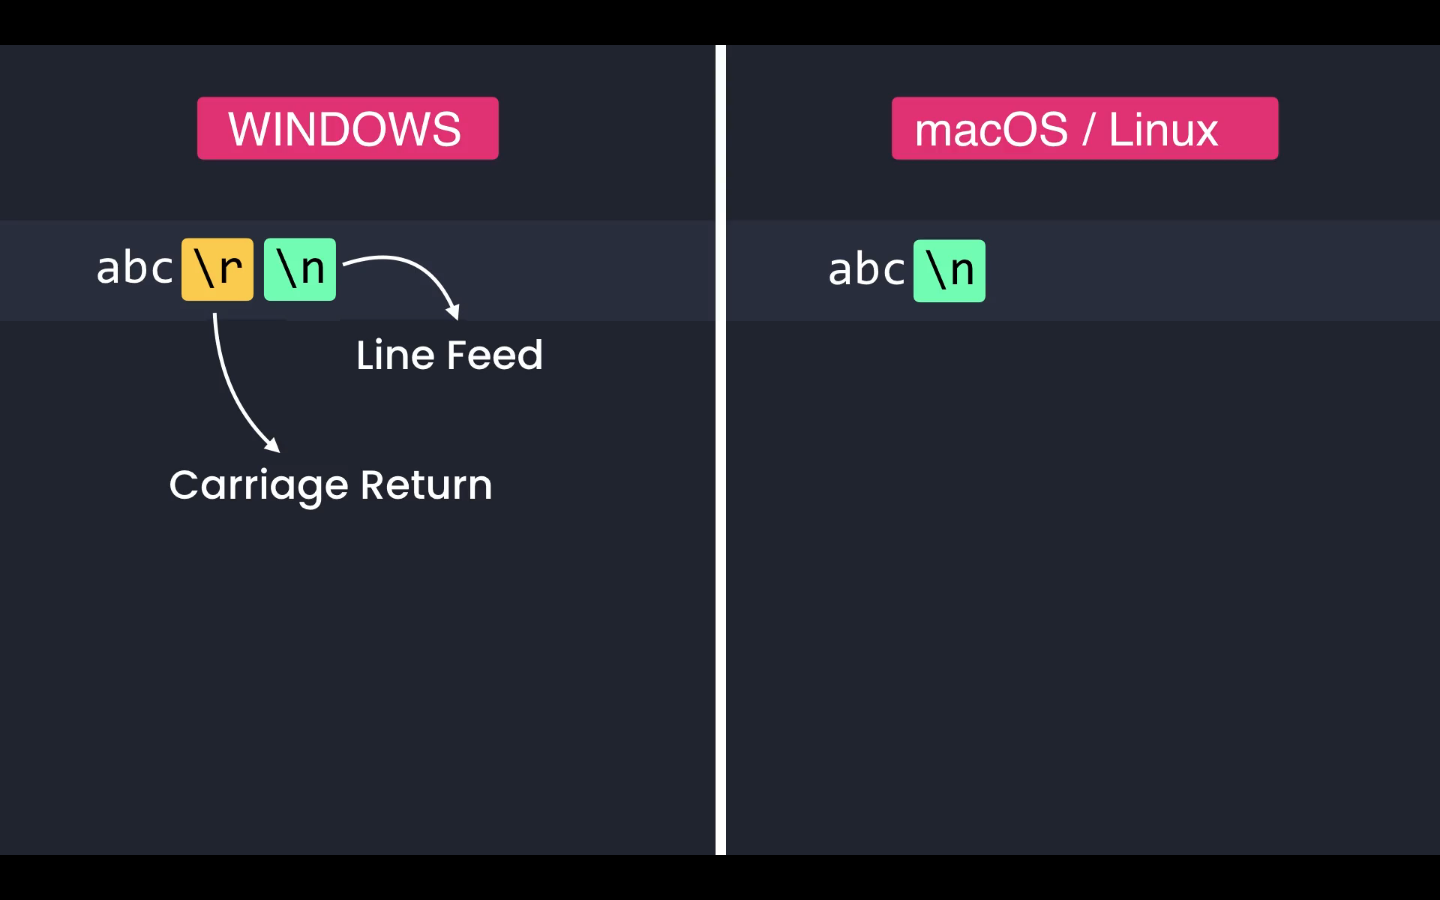 WINDOWS
abc\r\n
Line Feed
Carriage Return
macOS / Linux
abc\n